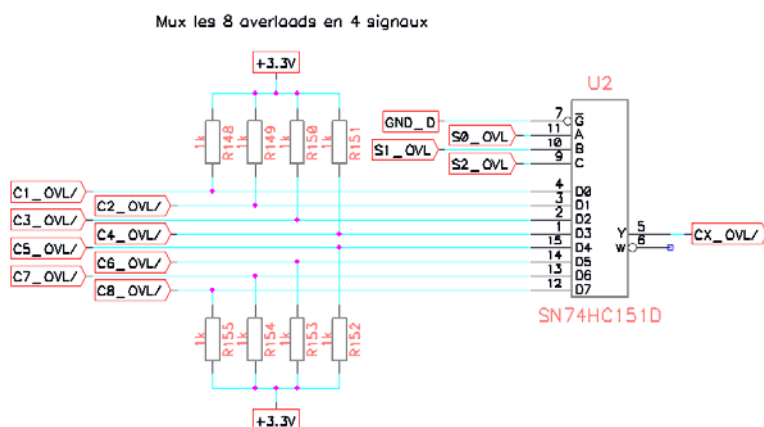 Mux les 8 overloads en 4 signaux
+3.3V
U2
1k
R148
1k
R149
1k
R150
1k
R151
GND_D
S0_OVL
S1_OVL
S2_OVL
7
11
10
9
G
A
B
C
C1_OVL/
C2_OVL/
C3_OVL/
C4_OVL/
C5_OVL/
C6_OVL/
C7_OVL/
C8_OVL/
4
3
2
1
15
14
13
12
D0
D1
D2
D3
D4
D5
D6
D7
Y
W
5
6
CX_OVL/
SN74HC151D
1k
R155
1k
R154
1k
R153
1k
R152
+3.3V